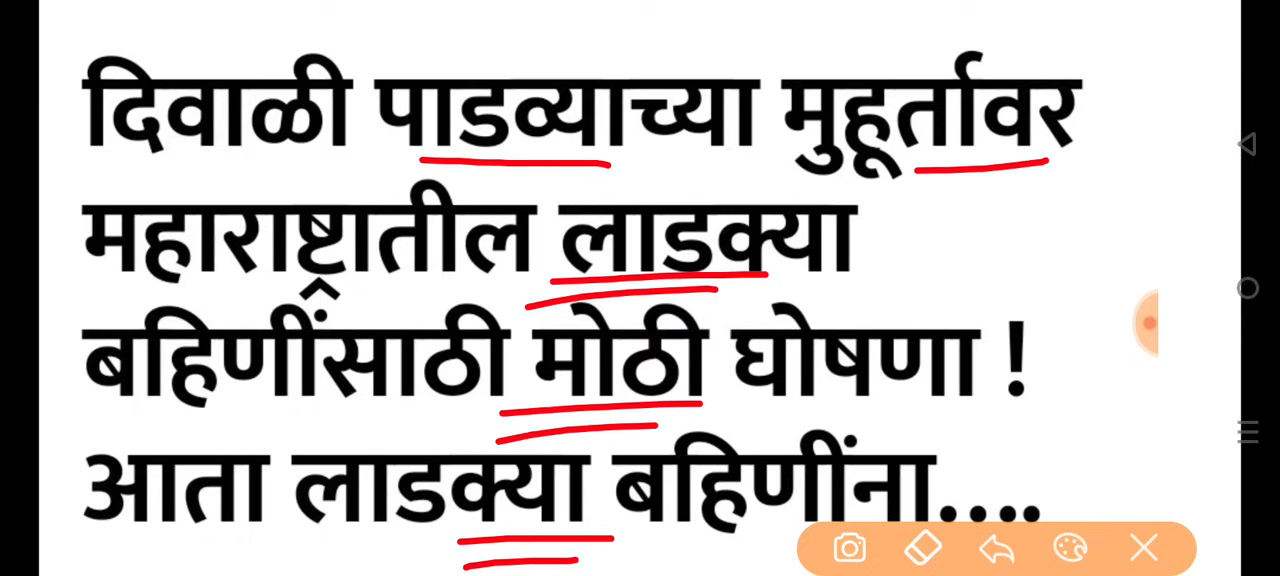 दिवाळी पाडव्याच्या मुहूर्तावर
महाराष्ट्रातील लाडक्या
बहिणींसाठी मोठी घोषणा !
आता लाडक्या बहिणींना....